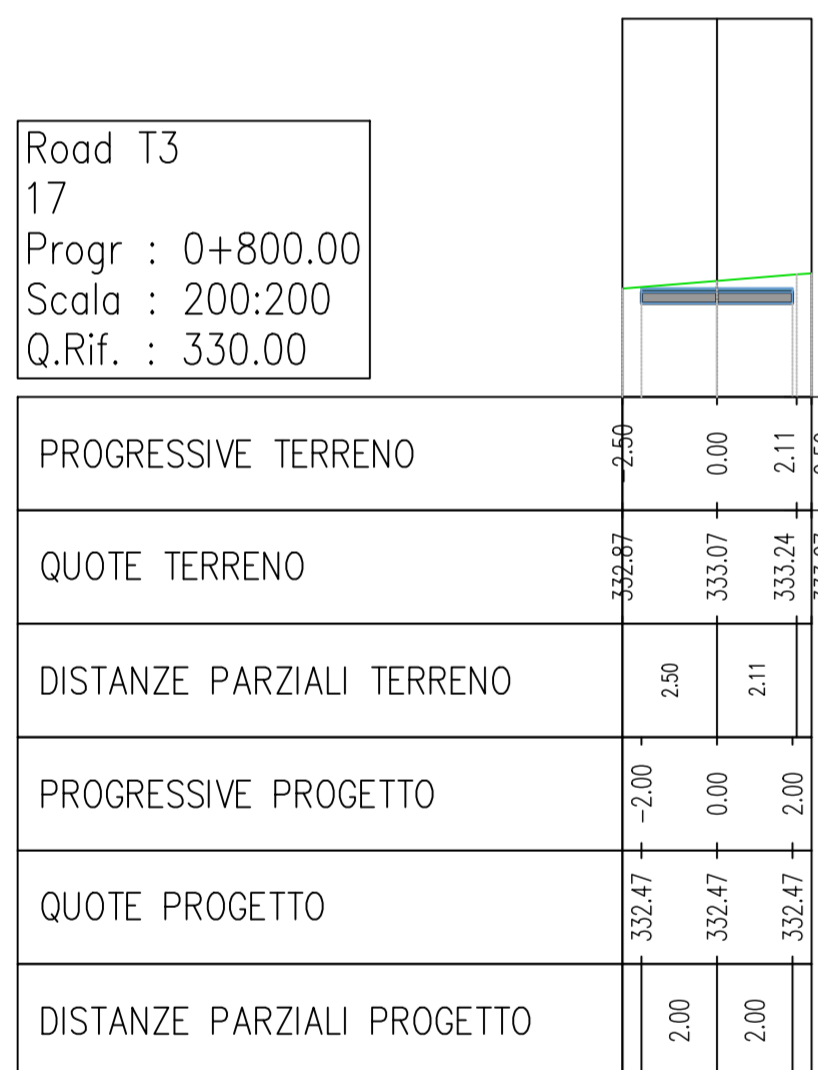 Road T3
17
Progr : 0+800.00
Scala : 200:200
Q.Rif. : 330.00
PROGRESSIVE TERRENO -2.50 0.00 2.11
QUOTE TERRENO 332.87 333.07 333.24
DISTANZE PARZIALI TERRENO 2.50 2.11
PROGRESSIVE PROGETTO -2.00 0.00 2.00
QUOTE PROGETTO 332.47 332.47 332.47
DISTANZE PARZIALI PROGETTO 2.00 2.00